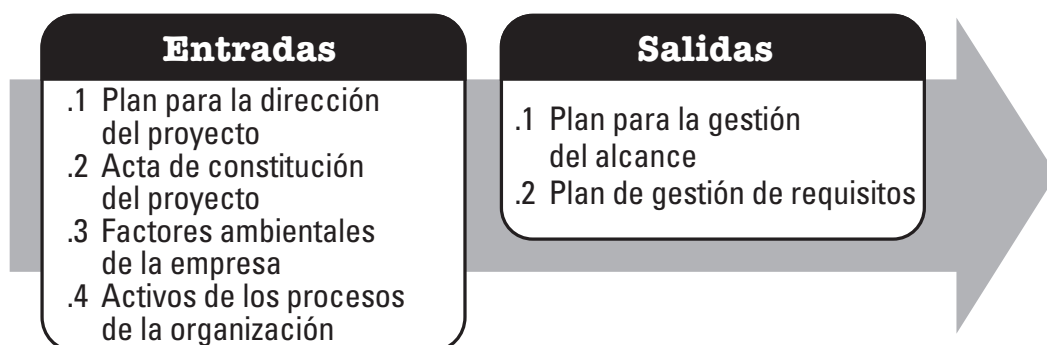 Entradas
.1 Plan para la dirección
del proyecto
.2 Acta de constitución
del proyecto
.3 Factores ambientales
de la empresa
.4 Activos de los procesos
de la organización
Salidas
.1 Plan para la gestión
del alcance
.2 Plan de gestión de requisitos